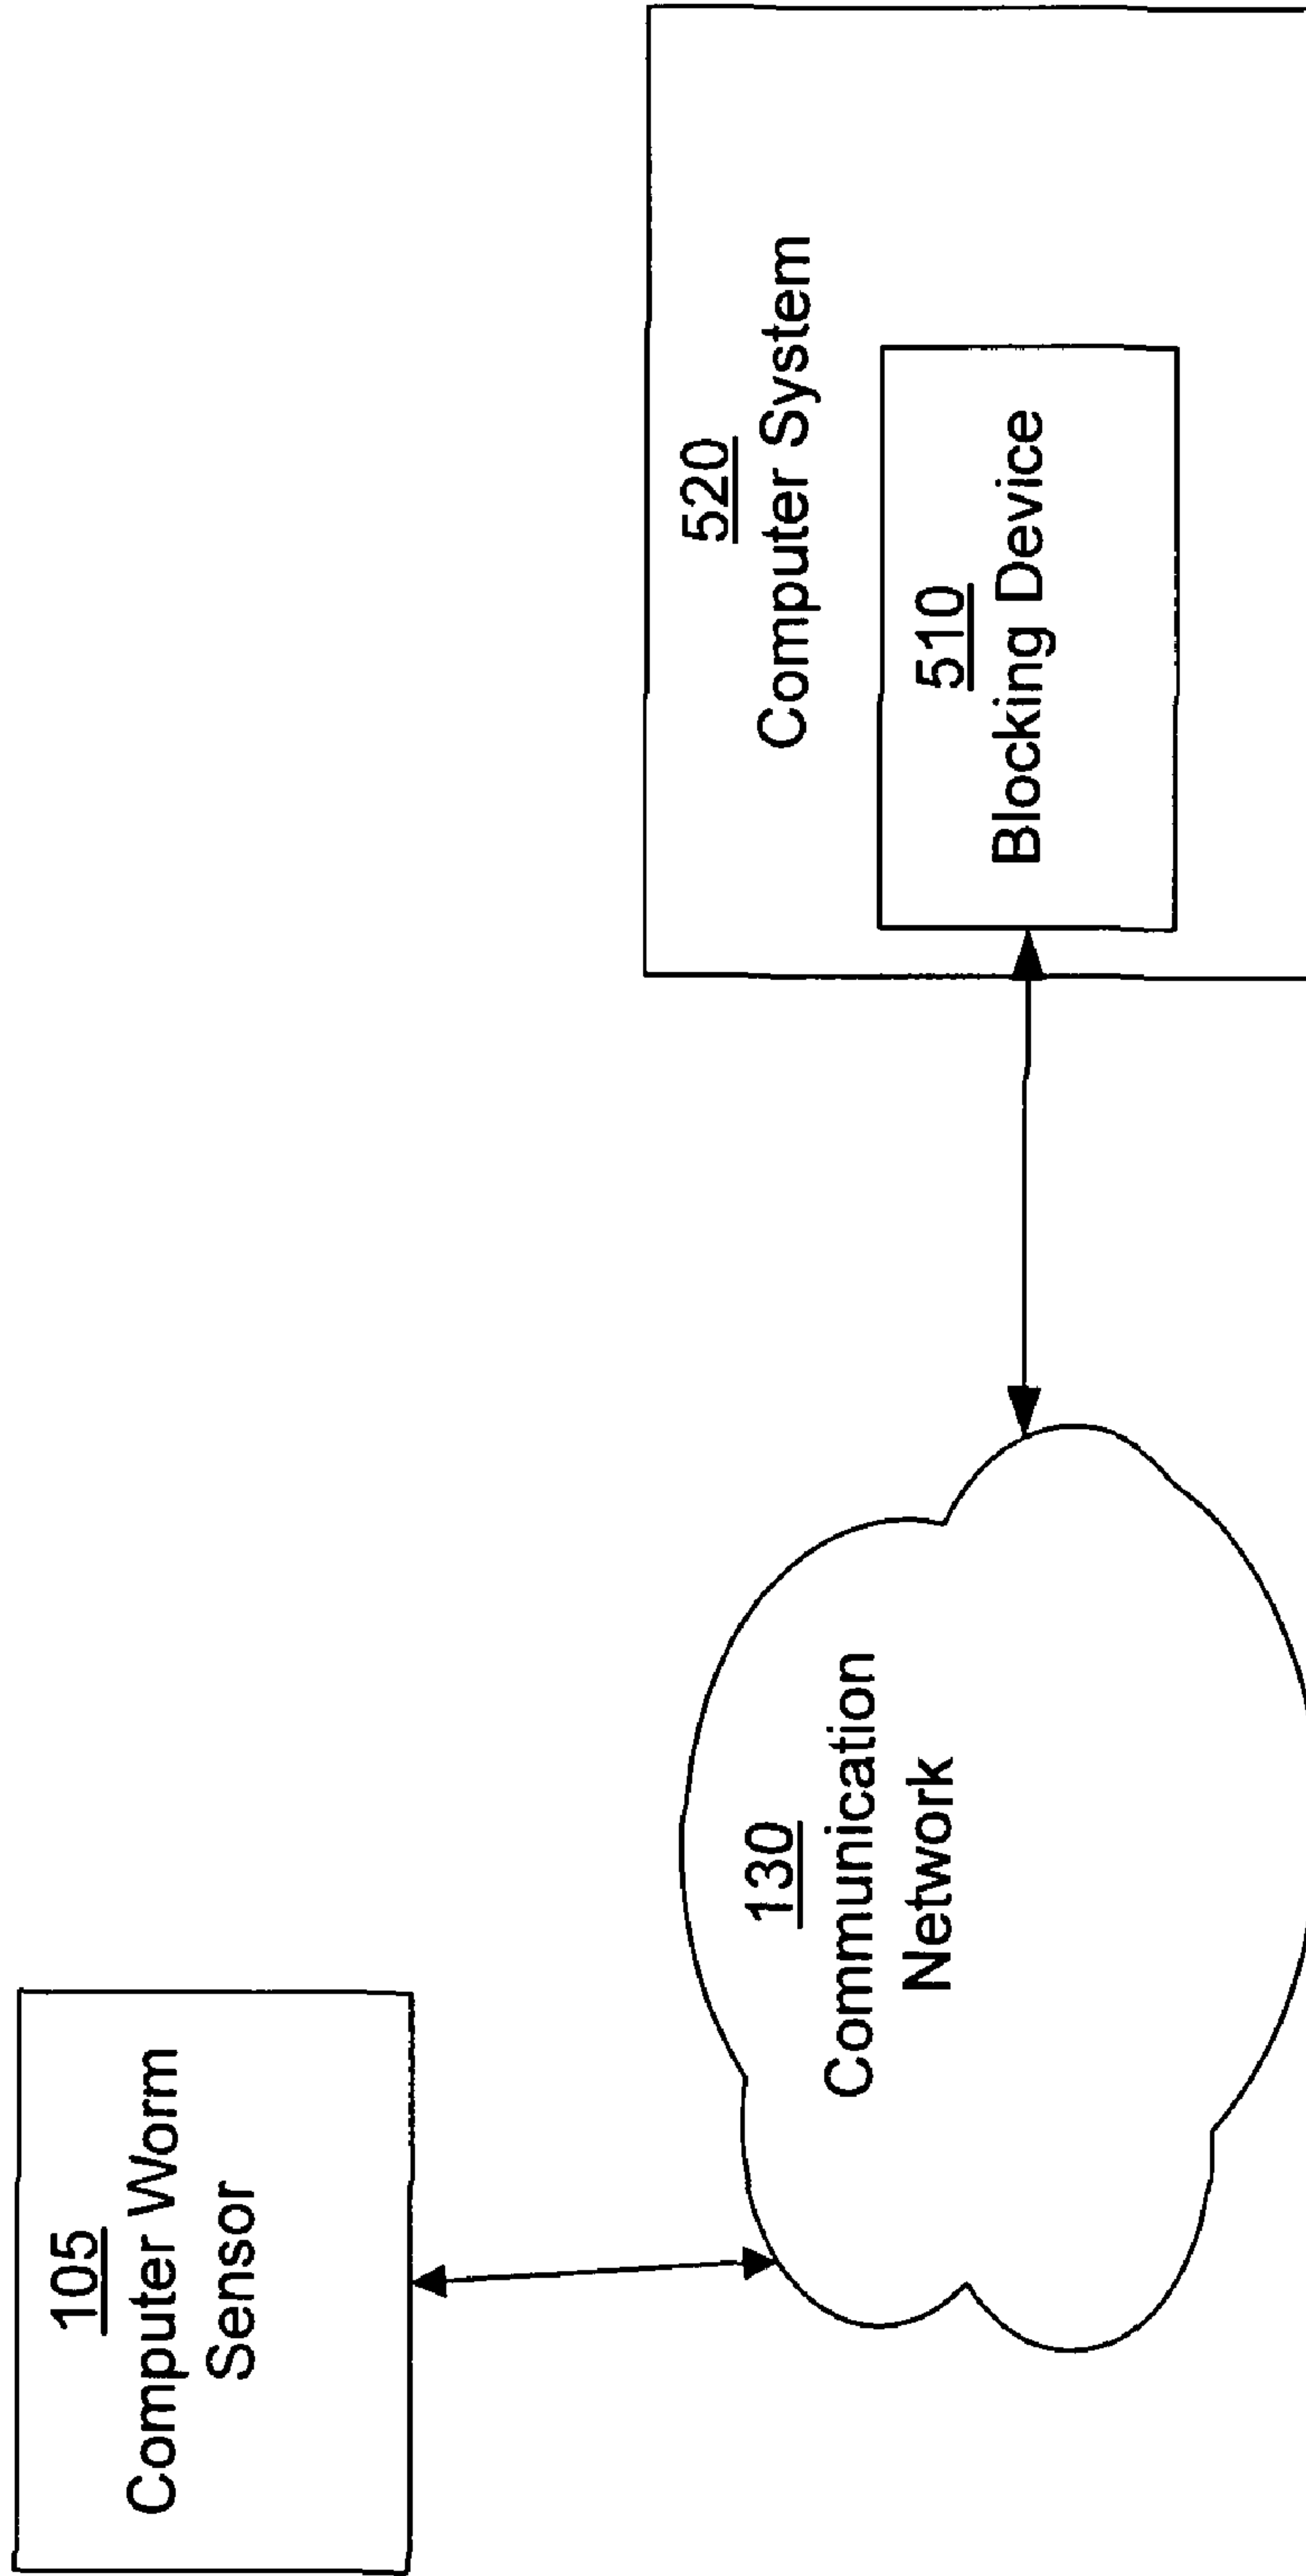 105
Computer Worm
Sensor
130
Communication
Network
520
Computer System
510
Blocking Device